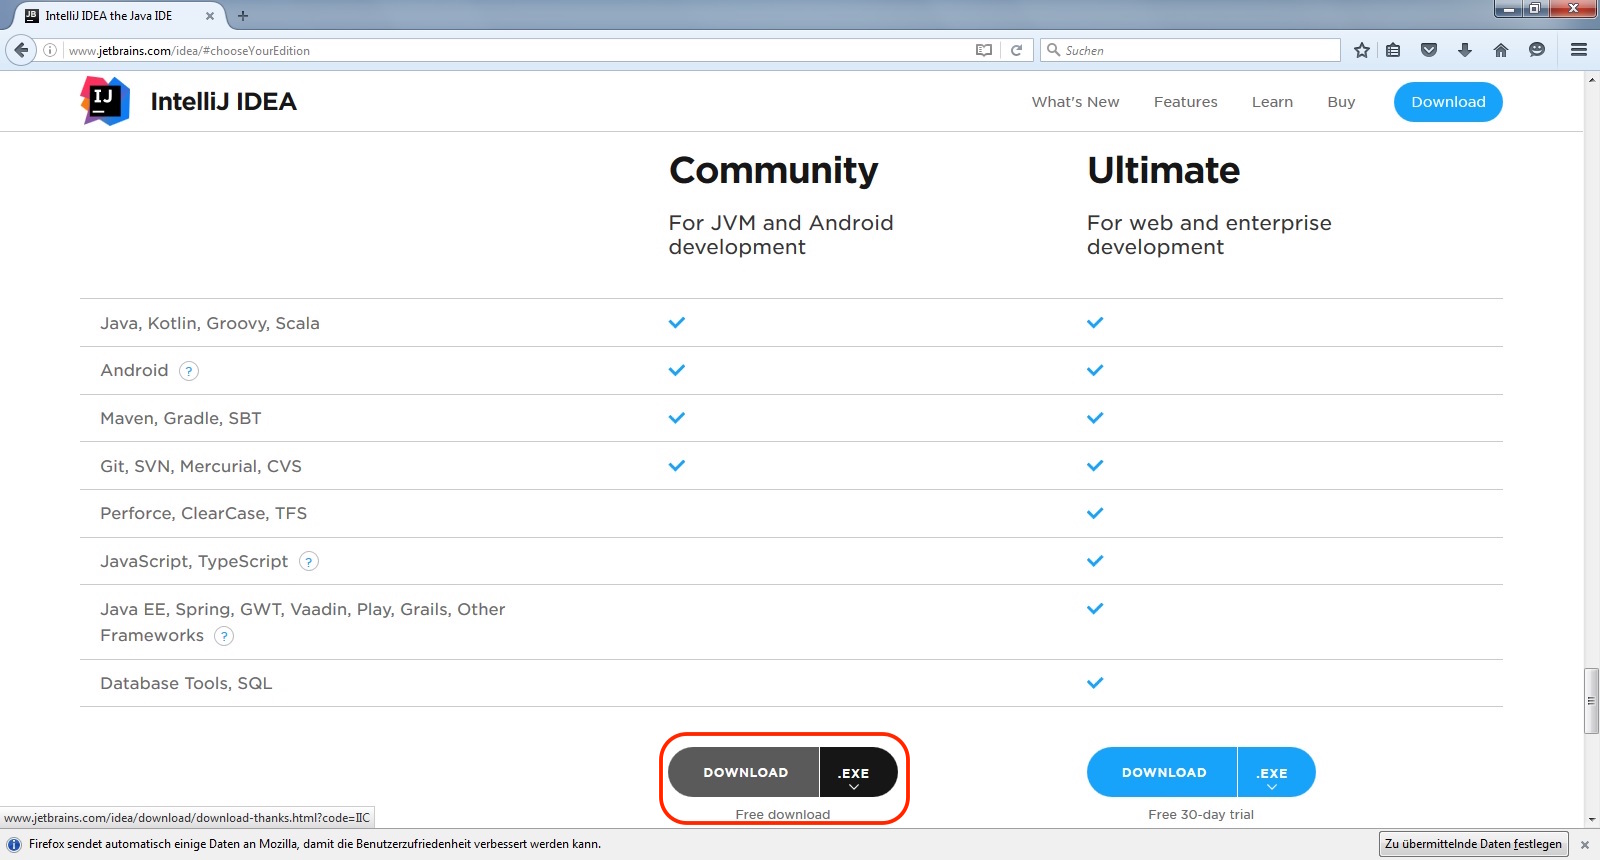 JB IntelliJ IDEA the Java IDE
www.jetbrains.com/idea/#chooseYourEdition
Suchen
IJ IntelliJ IDEA
What's New Features Learn Buy Download
Community Ultimate
For JVM and Android For web and enterprise
development development
Java, Kotlin, Groovy, Scala
Android ?
Maven, Gradle, SBT
Git, SVN, Mercurial, CVS
Perforce, ClearCase, TFS
JavaScript, TypeScript ?
Java EE, Spring, GWT, Vaadin, Play, Grails, Other
Frameworks ?
Database Tools, SQL
DOWNLOAD .EXE DOWNLOAD .EXE
Free download Free 30-day trial
www.jetbrains.com/idea/download/download-thanks.html?code=IIC
Firefox sendet automatisch einige Daten an Mozilla, damit die Benutzerzufriedenheit verbessert werden kann. Zu übermittelnde Daten festlegen